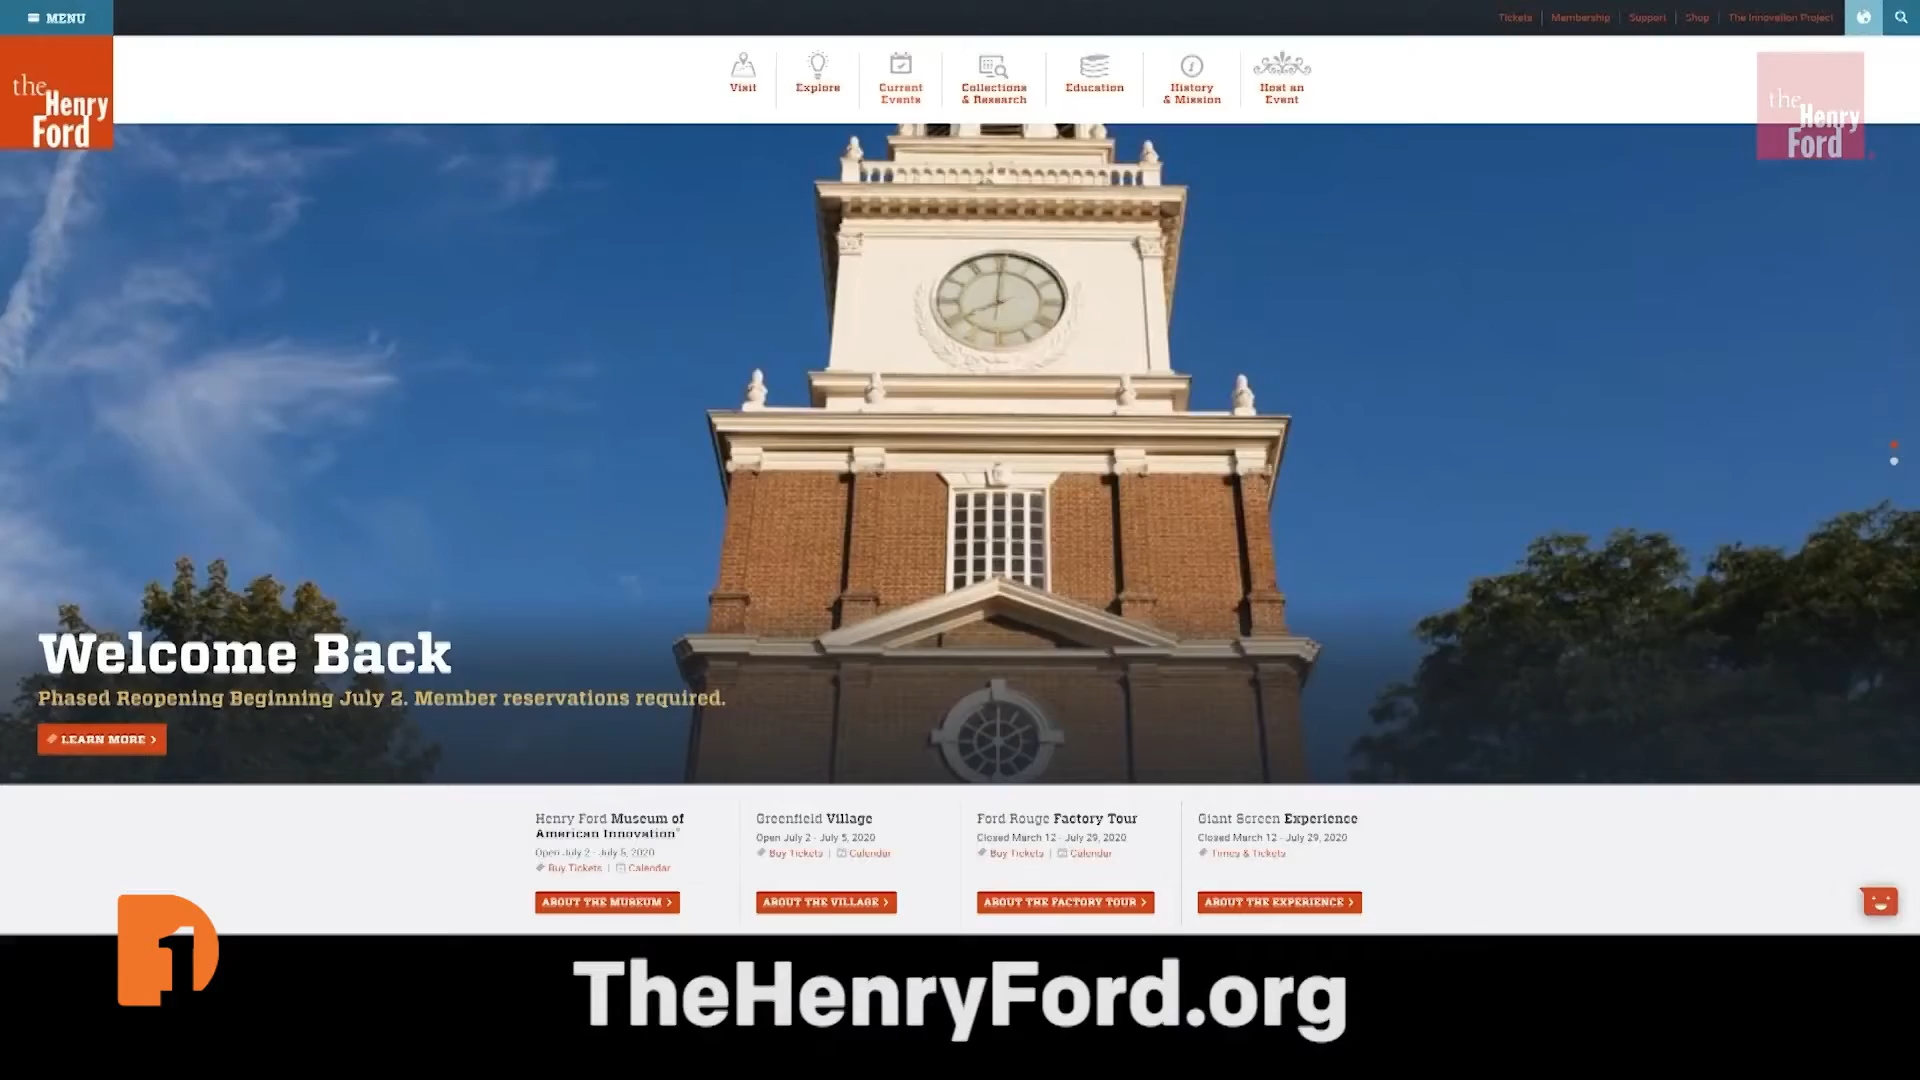 MENU
Tickets
Membership
Support
Shop
The Innovation Project
the
Henry
Ford
Visit
Explore
Current
Events
Collections
& Research
Education
History
& Mission
Host an
Event
the
Henry
Ford
Welcome Back
Phased Reopening Beginning July 2. Member reservations required.
LEARN MORE >
Henry Ford Museum of
American Innovation®
Open July 2 - July 5, 2020
Buy Tickets | Calendar
ABOUT THE MUSEUM >
Greenfield Village
Open July 2 - July 5, 2020
Buy Tickets | Calendar
ABOUT THE VILLAGE >
Ford Rouge Factory Tour
Closed March 12 - July 29, 2020
Buy Tickets | Calendar
ABOUT THE FACTORY TOUR >
Giant Screen Experience
Closed March 12 - July 29, 2020
Times & Tickets
ABOUT THE EXPERIENCE >
1
TheHenryFord.org